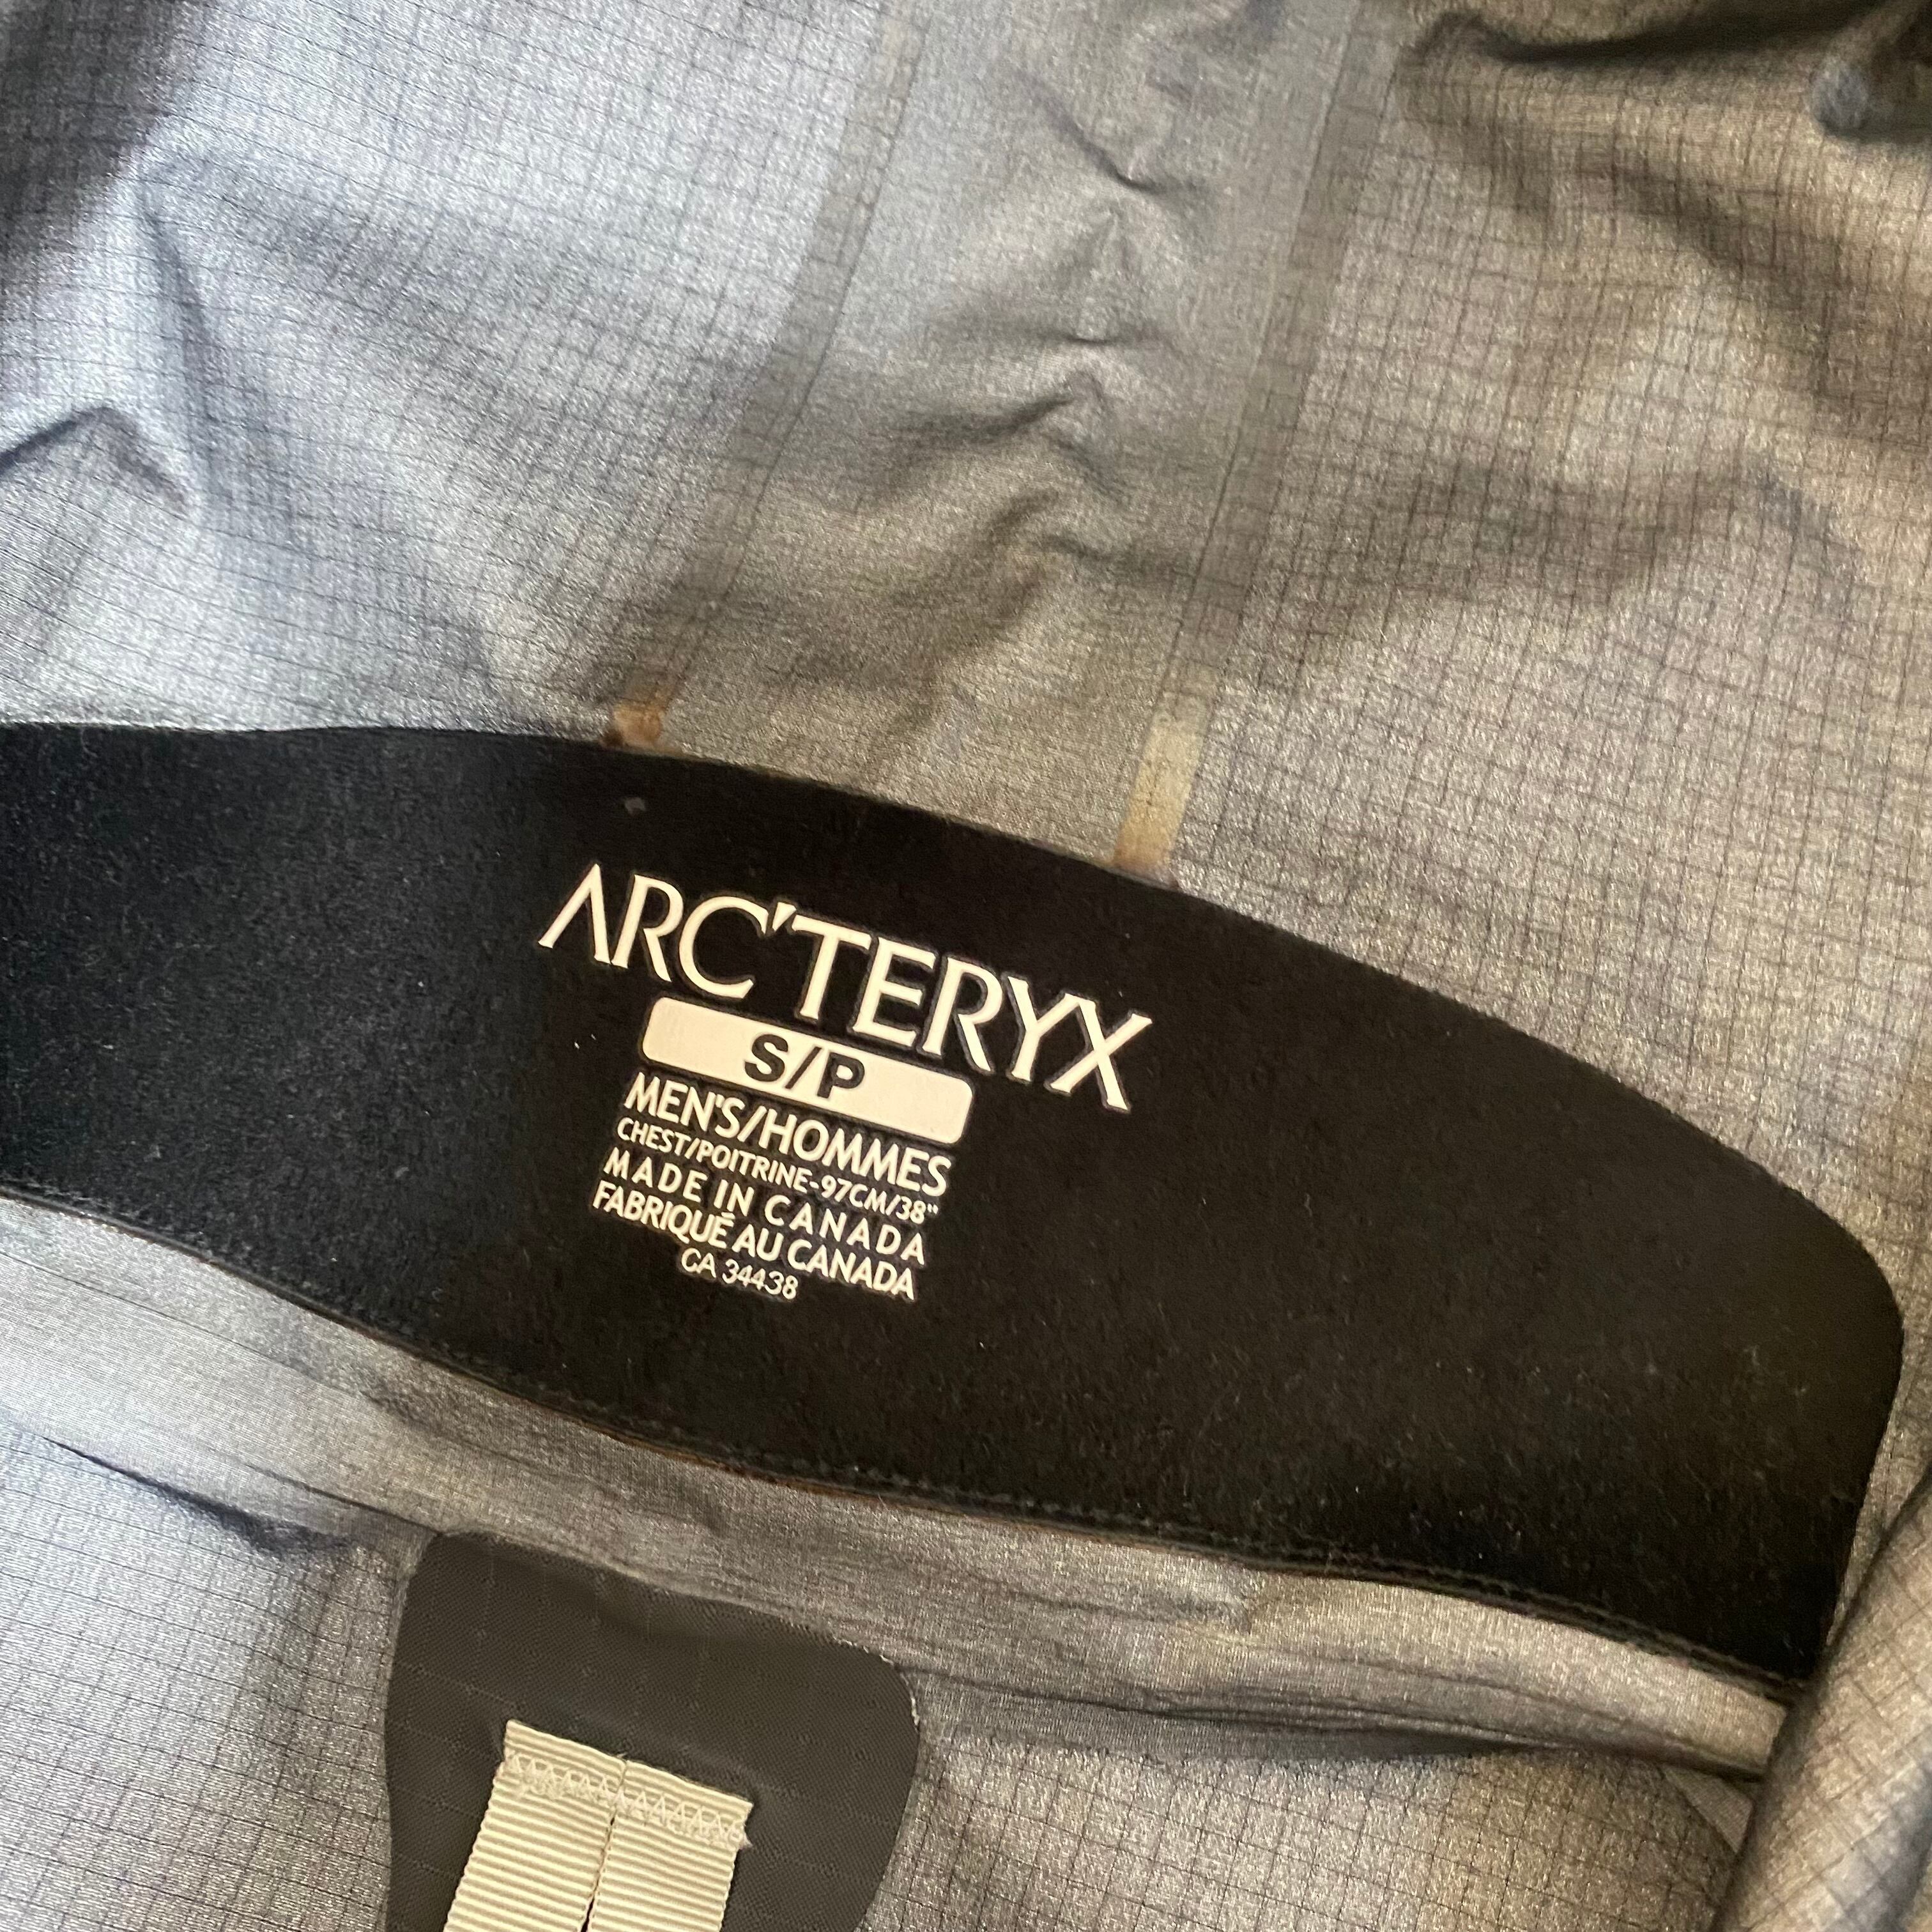 ARC'TERYX
S/P
MEN'S/HOMMES
CHEST/POITRINE-97CM/38"
MADE IN CANADA
FABRIQUÉ AU CANADA
CA 34438